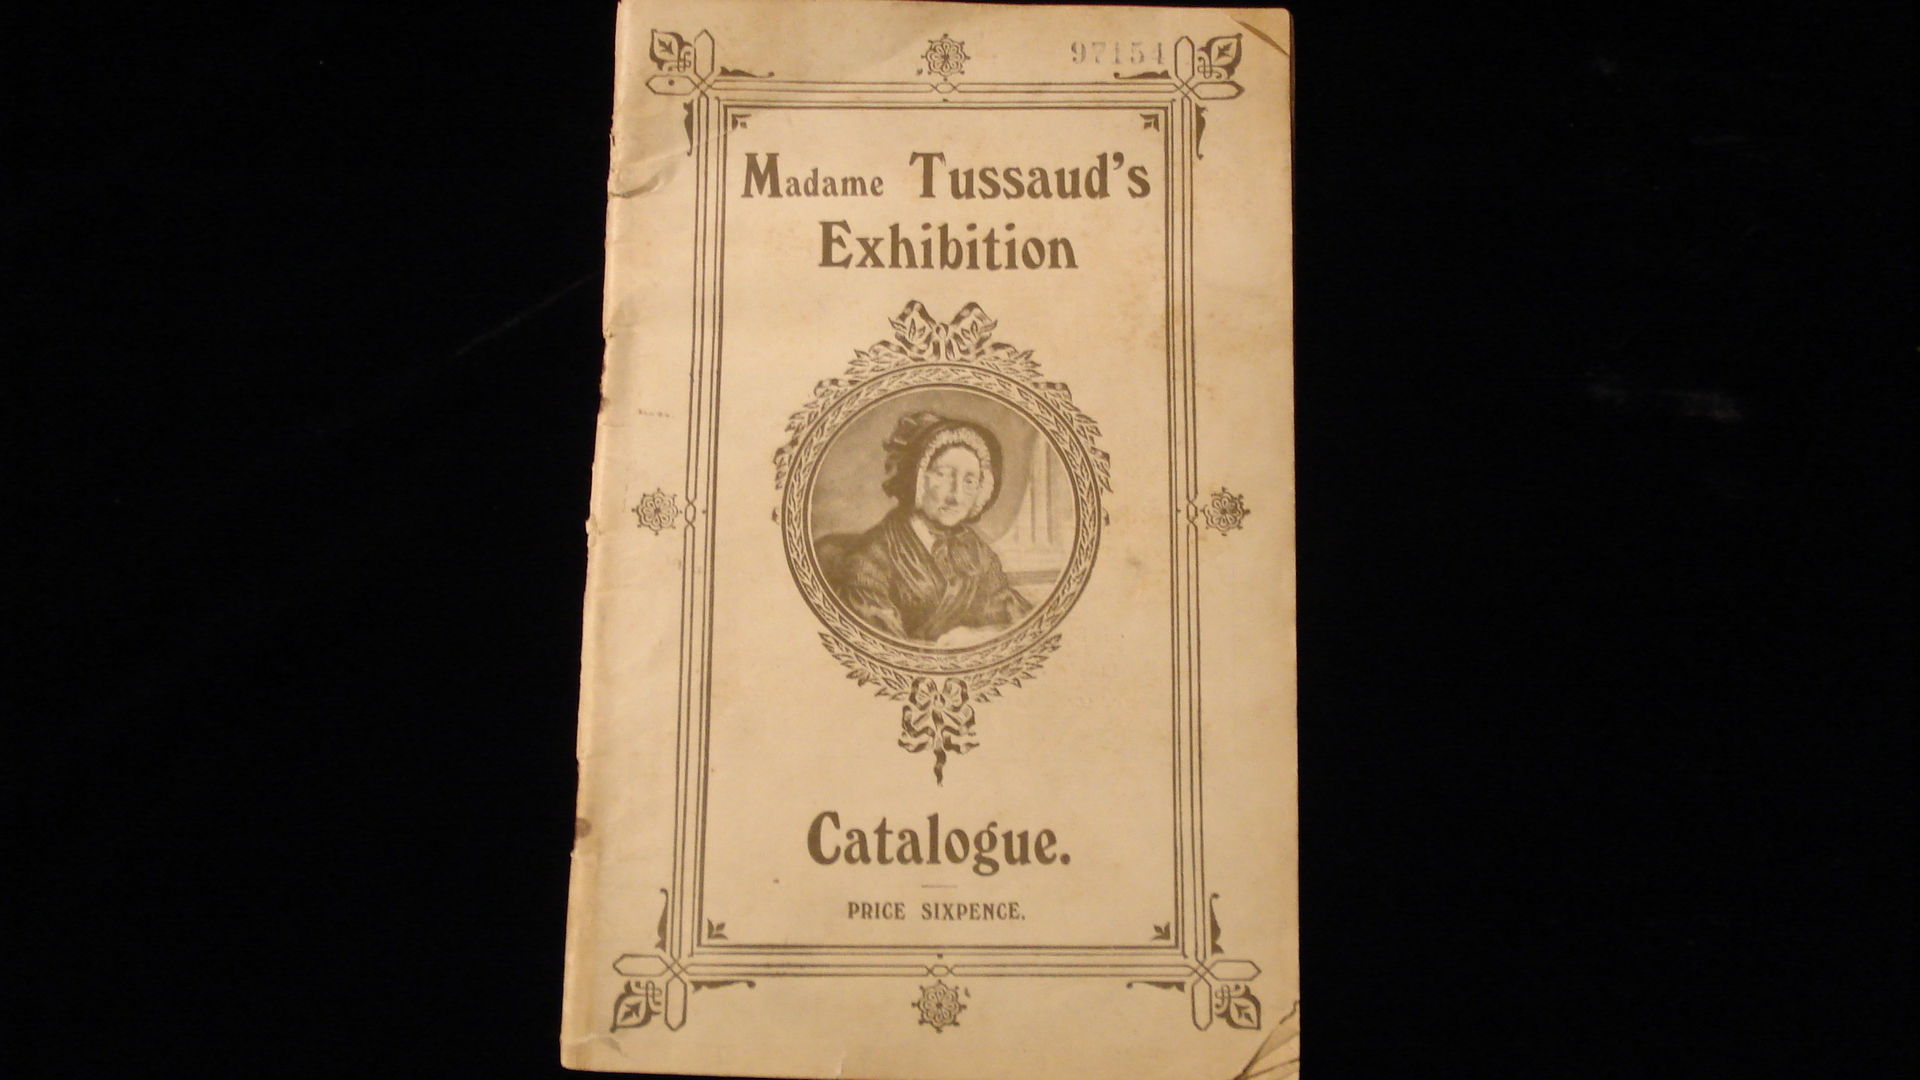 97154
Madame Tussaud's
Exhibition
Catalogue.
PRICE SIXPENCE.